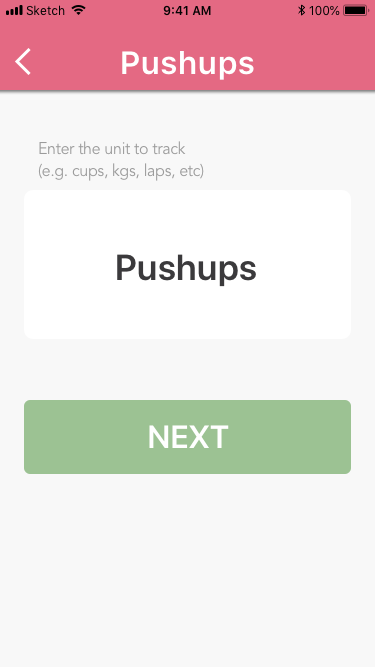 Sketch 9:41 AM 100%
Pushups
Enter the unit to track
(e.g. cups, kgs, laps, etc)
Pushups
NEXT